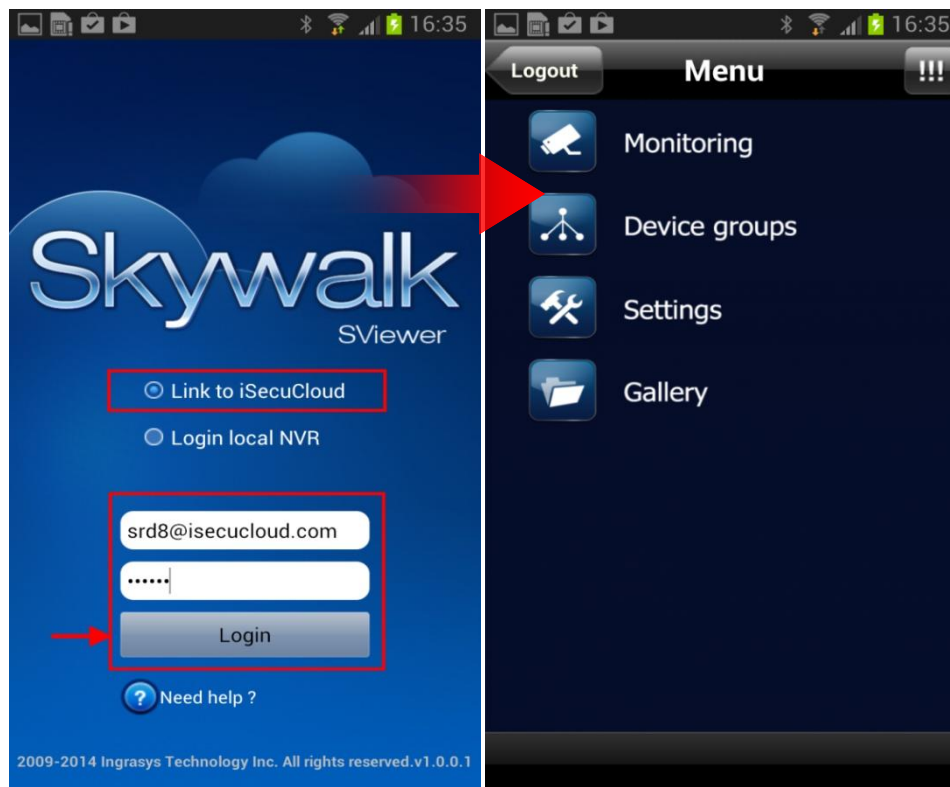 16:35
Skywalk
SViewer
Link to iSecuCloud
Login local NVR
srd8@isecucloud.com
••••••
Login
? Need help ?
2009-2014 Ingrasys Technology Inc. All rights reserved.v1.0.0.1
16:35
Logout
Menu
!!!
Monitoring
Device groups
Settings
Gallery